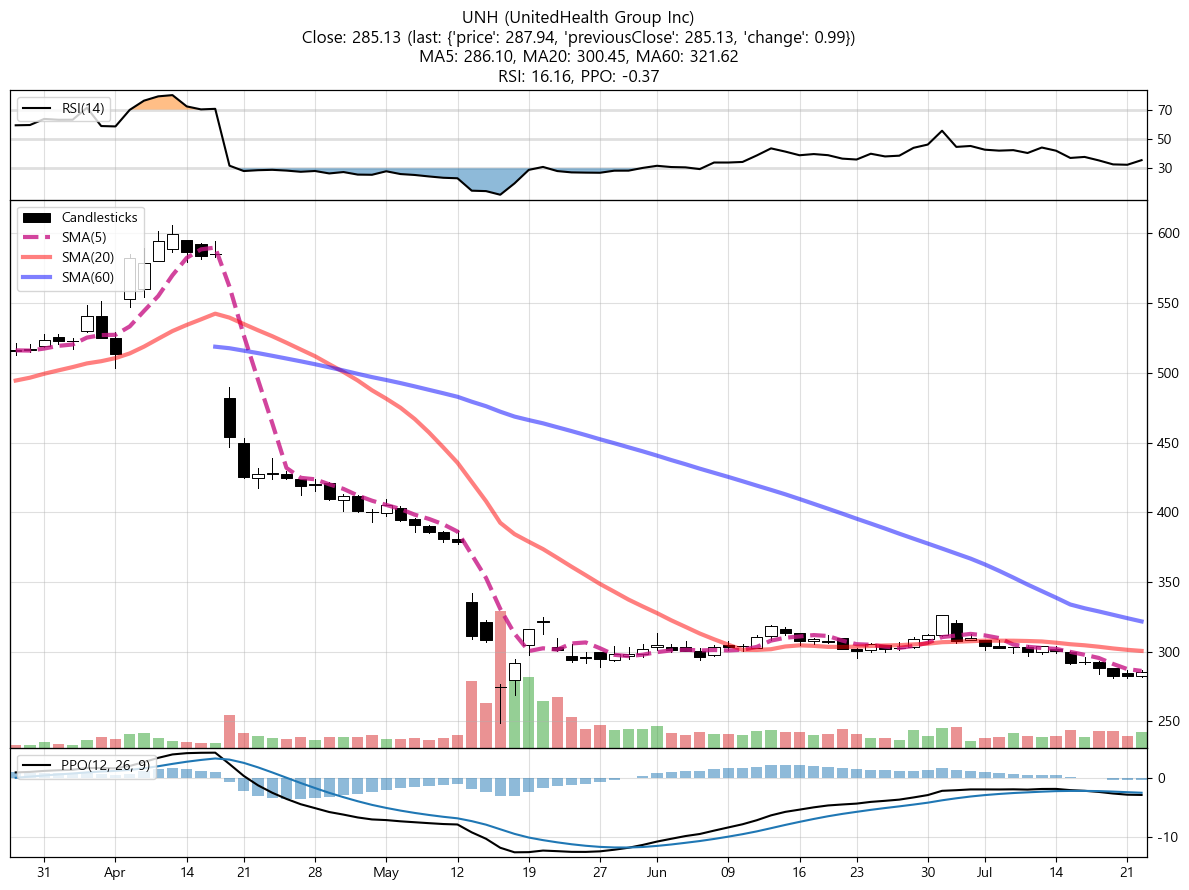 UNH (UnitedHealth Group Inc)
Close: 285.13 (last: {'price': 287.94, 'previousClose': 285.13, 'change': 0.99})
MA5: 286.10, MA20: 300.45, MA60: 321.62
RSI: 16.16, PPO: -0.37
RSI(14)
70
50
30
Candlesticks
SMA(5)
SMA(20)
SMA(60)
600
550
500
450
400
350
300
250
PPO(12, 26, 9)
0
-10
31 Apr 14 21 28 May 12 19 27 Jun 09 16 23 30 Jul 14 21